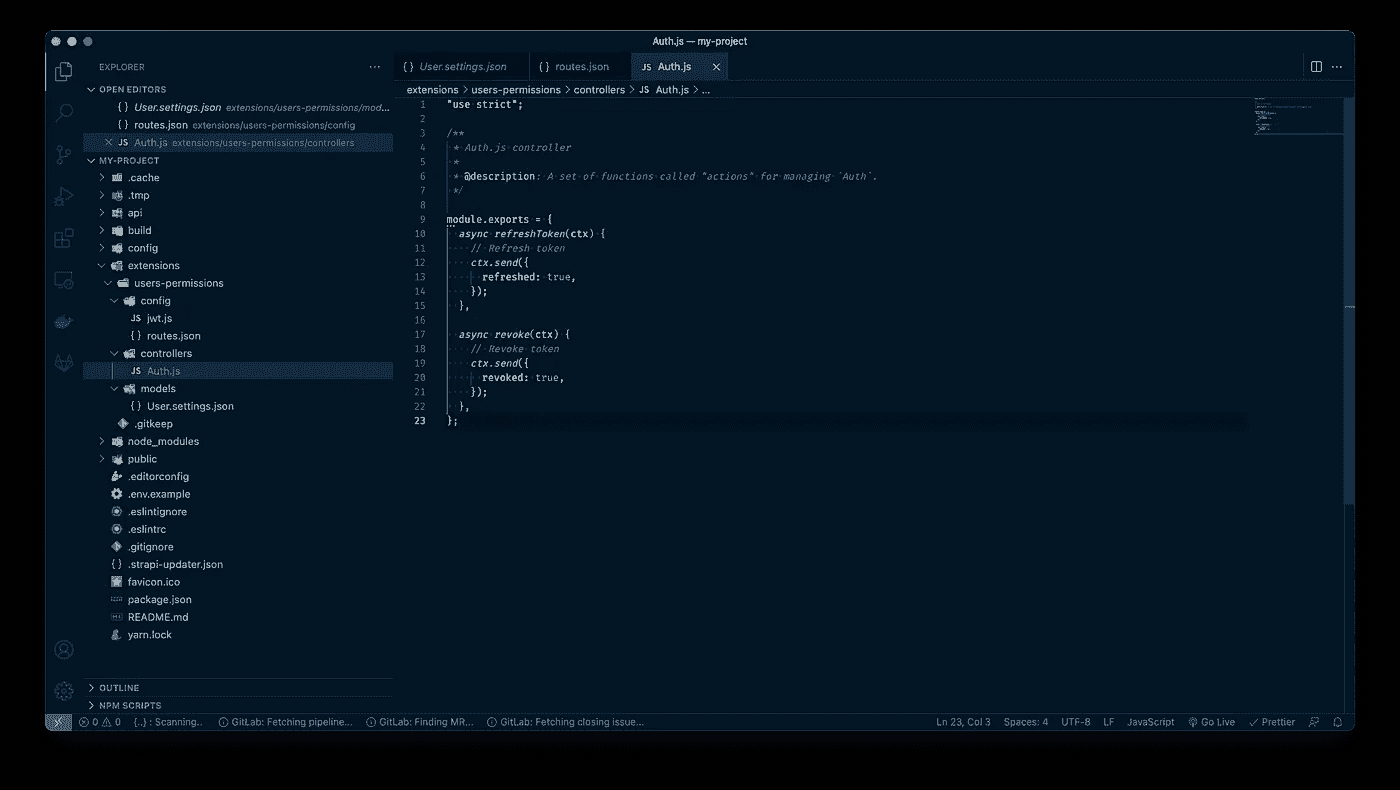 Auth.js — my-project
EXPLORER
OPEN EDITORS
{ } User.settings.json extensions/users-permissions/mod...
{ } routes.json extensions/users-permissions/config
JS Auth.js extensions/users-permissions/controllers
MY-PROJECT
.cache
.tmp
api
build
config
extensions
users-permissions
config
JS jwt.js
{ } routes.json
controllers
JS Auth.js
models
{ } User.settings.json
.gitkeep
node_modules
public
.editorconfig
.env.example
.eslintignore
.eslintrc
.gitignore
{ } .strapi-updater.json
favicon.ico
package.json
README.md
yarn.lock
OUTLINE
NPM SCRIPTS
{ } User.settings.json
{ } routes.json
JS Auth.js
extensions > users-permissions > controllers > JS Auth.js > ...
1 "use strict";
2
3 /**
4  * Auth.js controller
5  *
6  * @description: A set of functions called "actions" for managing `Auth`.
7  */
8
9 module.exports = {
10   async refreshToken(ctx) {
11     // Refresh token
12     ctx.send({
13       refreshed: true,
14     });
15   },
16
17   async revoke(ctx) {
18     // Revoke token
19     ctx.send({
20       revoked: true,
21     });
22   },
23 };
0 0 {..} : Scanning.. GitLab: Fetching pipeline... GitLab: Finding MR... GitLab: Fetching closing issue... Ln 23, Col 3 Spaces: 4 UTF-8 LF JavaScript Go Live Prettier